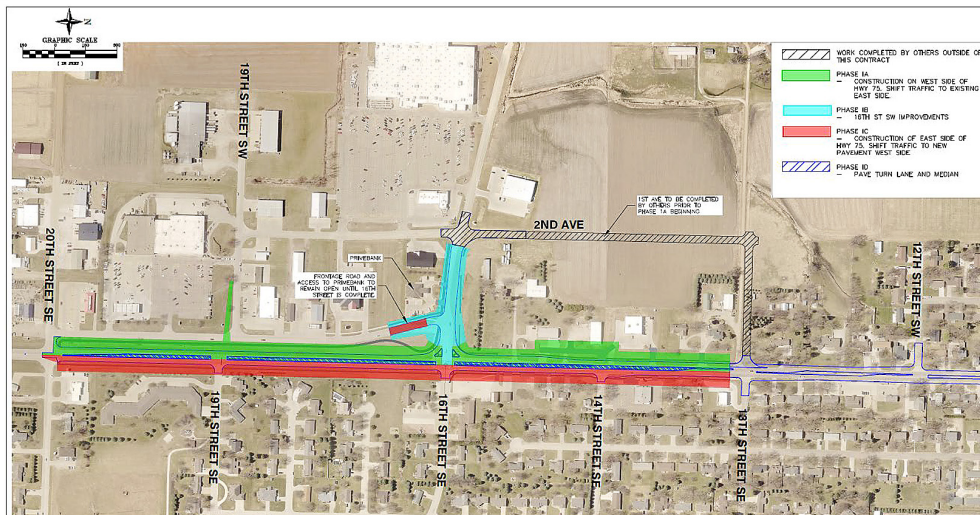 N
GRAPHIC SCALE
( IN FEET )
WORK COMPLETED BY OTHERS OUTSIDE OF
THIS CONTRACT
PHASE IA
- CONSTRUCTION ON WEST SIDE OF
HWY 75. SHIFT TRAFFIC TO EXISTING
EAST SIDE.
PHASE IB
- 16TH ST SW IMPROVEMENTS
PHASE IC
- CONSTRUCTION OF EAST SIDE OF
HWY 75. SHIFT TRAFFIC TO NEW
PAVEMENT WEST SIDE
PHASE ID
- PAVE TURN LANE AND MEDIAN
19TH STREET SW
1ST AVE TO BE COMPLETED
BY OTHERS PRIOR TO
PHASE 1A BEGINNING
2ND AVE
20TH STREET SE
PRIMEBANK
FRONTAGE ROAD AND
ACCESS TO PRIMEBANK TO
REMAIN OPEN UNTIL 16TH
STREET IS COMPLETE
12TH STREET SW
19TH STREET SE
16TH STREET SE
14TH STREET SE
13TH STREET SE